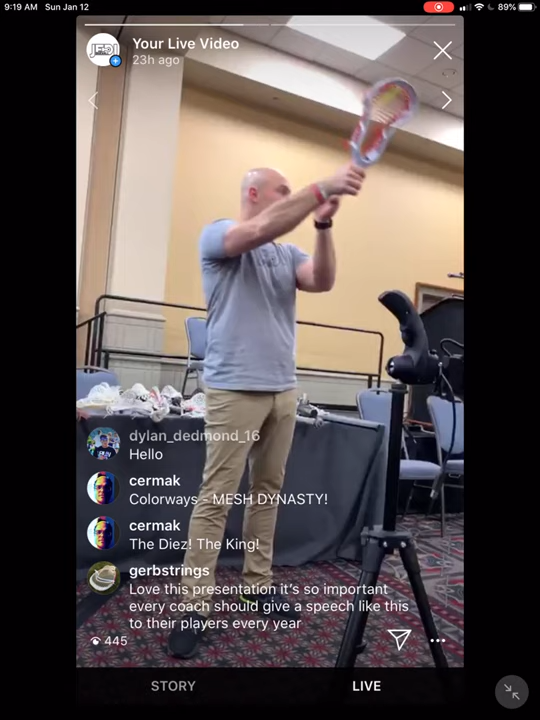 9:19 AM Sun Jan 12
89%
JEDI
Your Live Video
23h ago
dylan_dedmond_16
Hello
cermak
Colorways - MESH DYNASTY!
cermak
The Diez! The King!
gerbstrings
Love this presentation it's so important
every coach should give a speech like this
to their players every year
445
STORY
LIVE